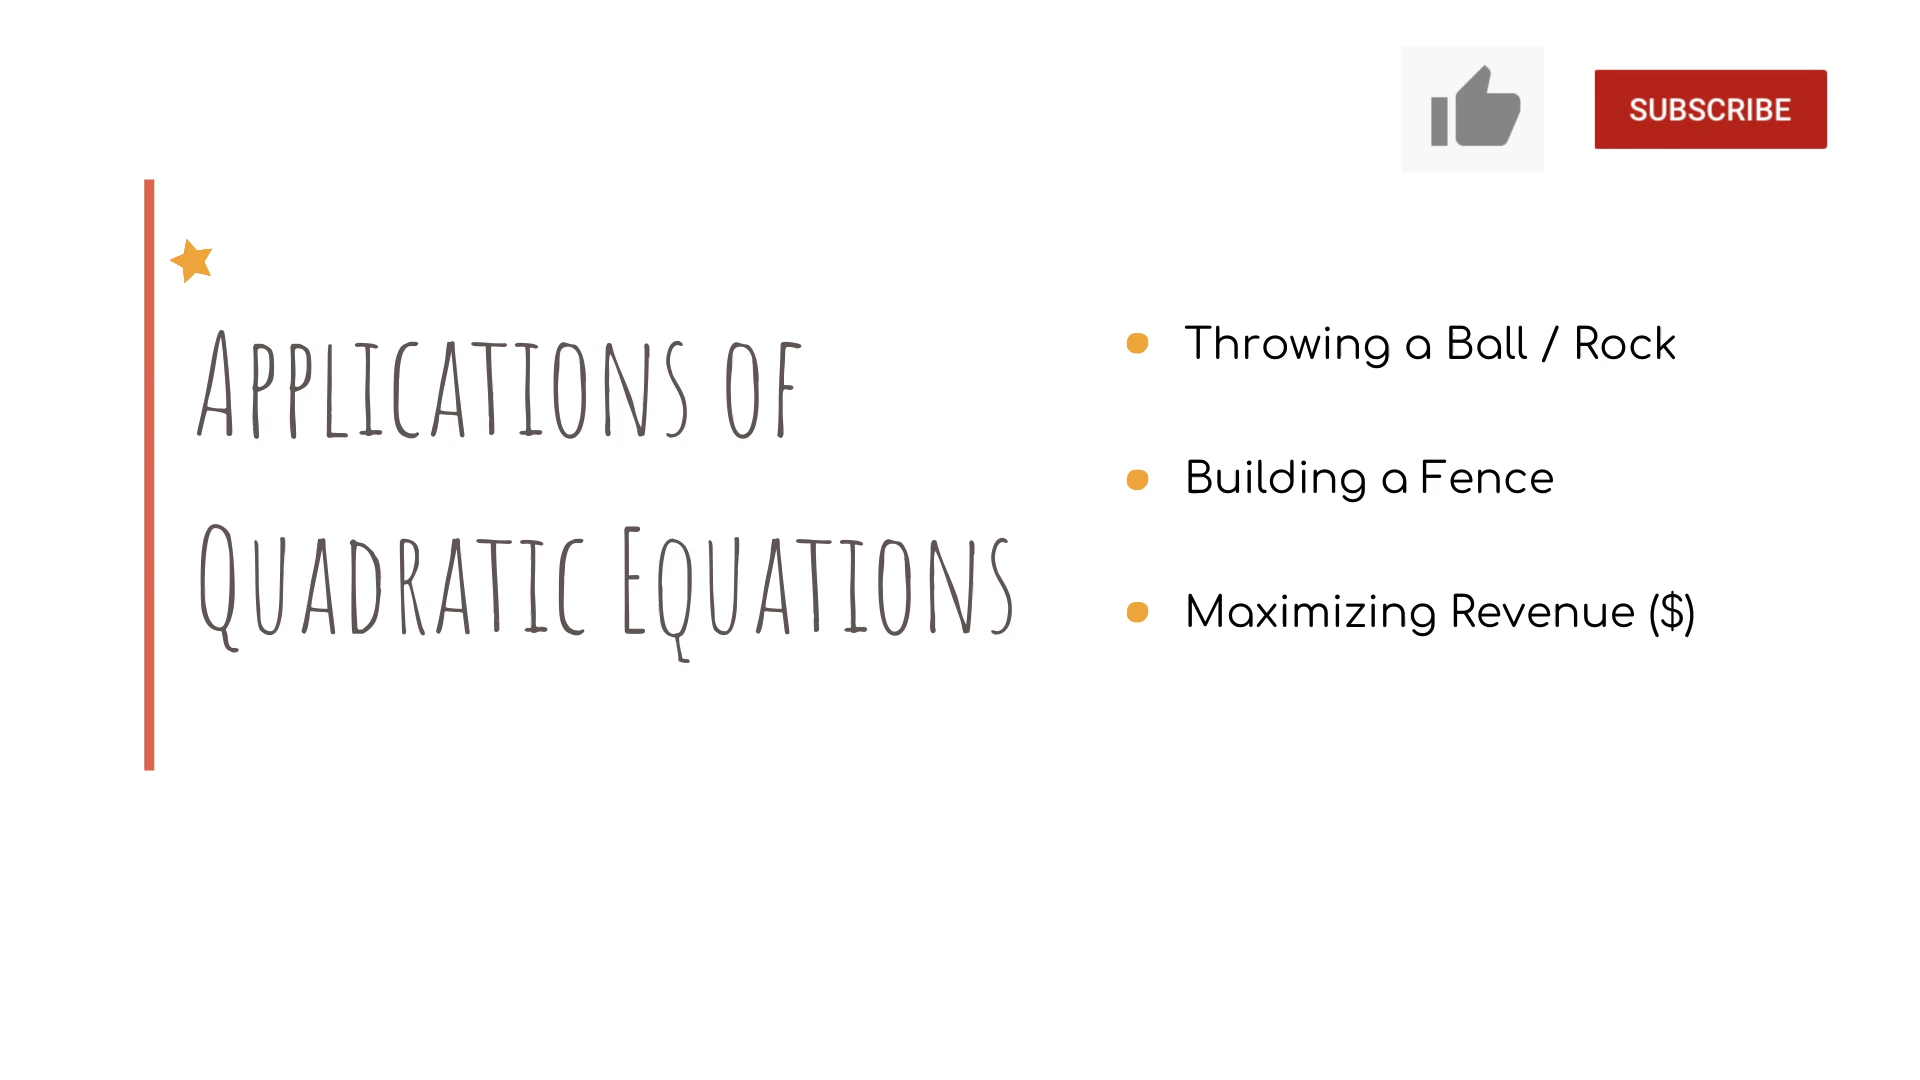 SUBSCRIBE
Applications of
Quadratic Equations
Throwing a Ball / Rock
Building a Fence
Maximizing Revenue ($)